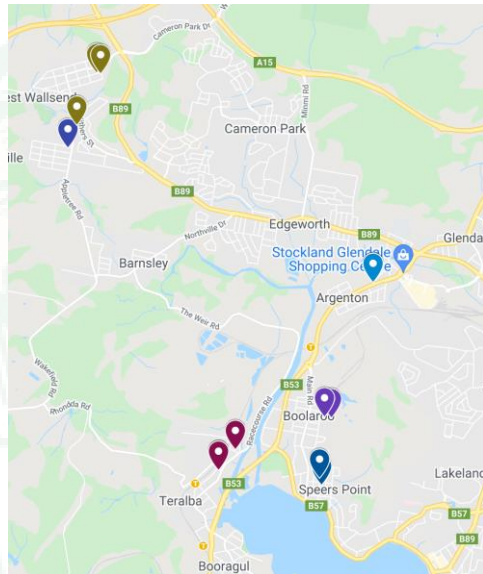 Cameron Park Dr
A15
est Wallsend
B89
Minmi Rd
Cameron Park
ville
Appletree Rd
B89
Northville Dr
Edgeworth
B89
Glenda
Stockland Glendale
Shopping Centre
Barnsley
Argenton
The Weir Rd
Wakefield Rd
Rhondda Rd
Racecourse Rd
B53
Main Rd
Boolaroo
Lakeland
B53
Speers Point
Teralba
B57
B57
B89
Booragul